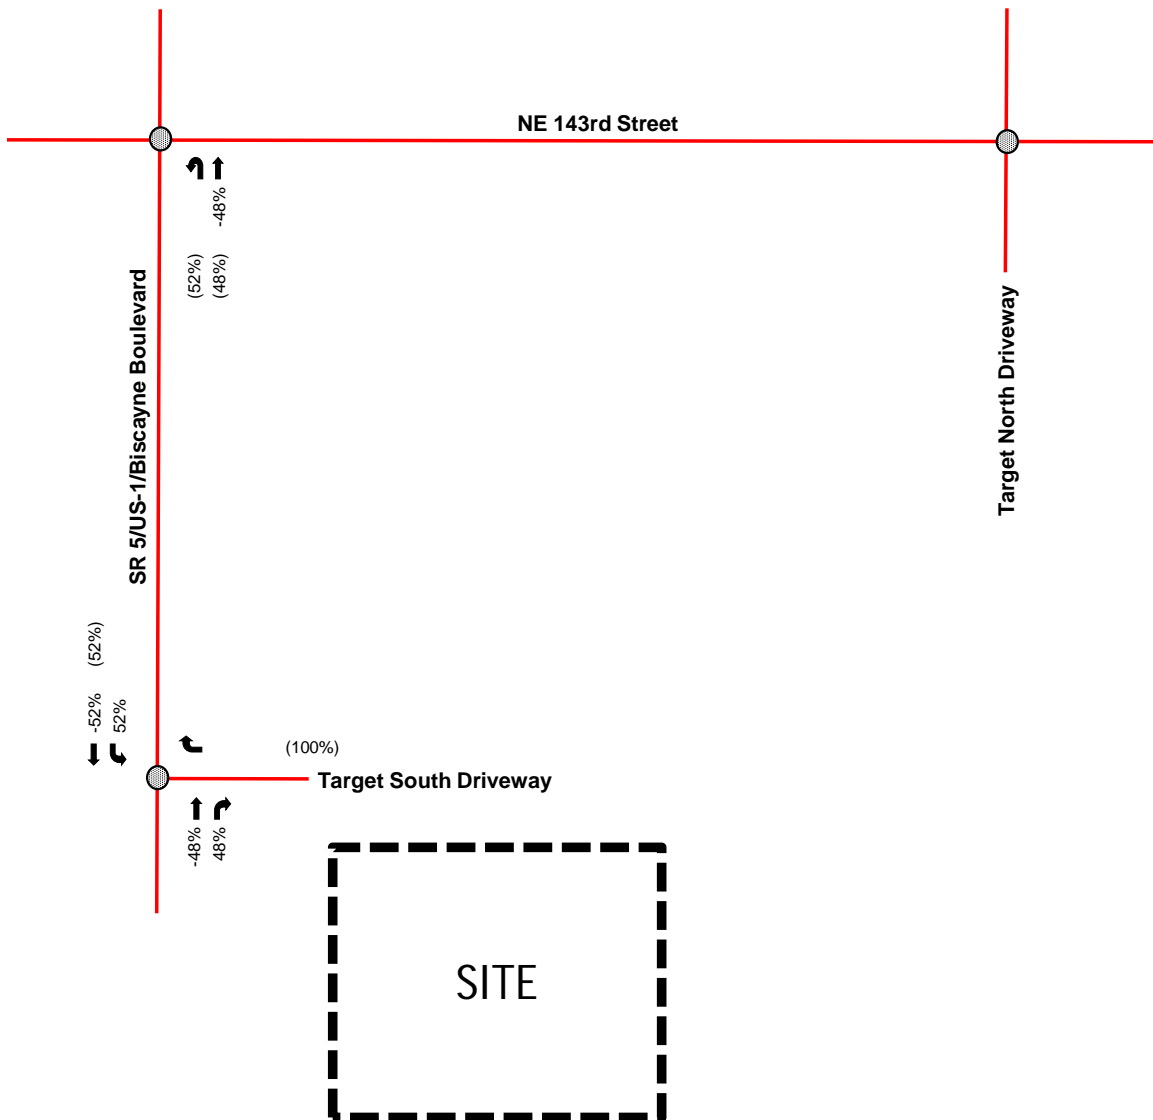 NE 143rd Street
-48%
(52%)
(48%)
SR 5/US-1/Biscayne Boulevard
Target North Driveway
-52% (52%)
52%
(100%)
Target South Driveway
-48%
48%
SITE